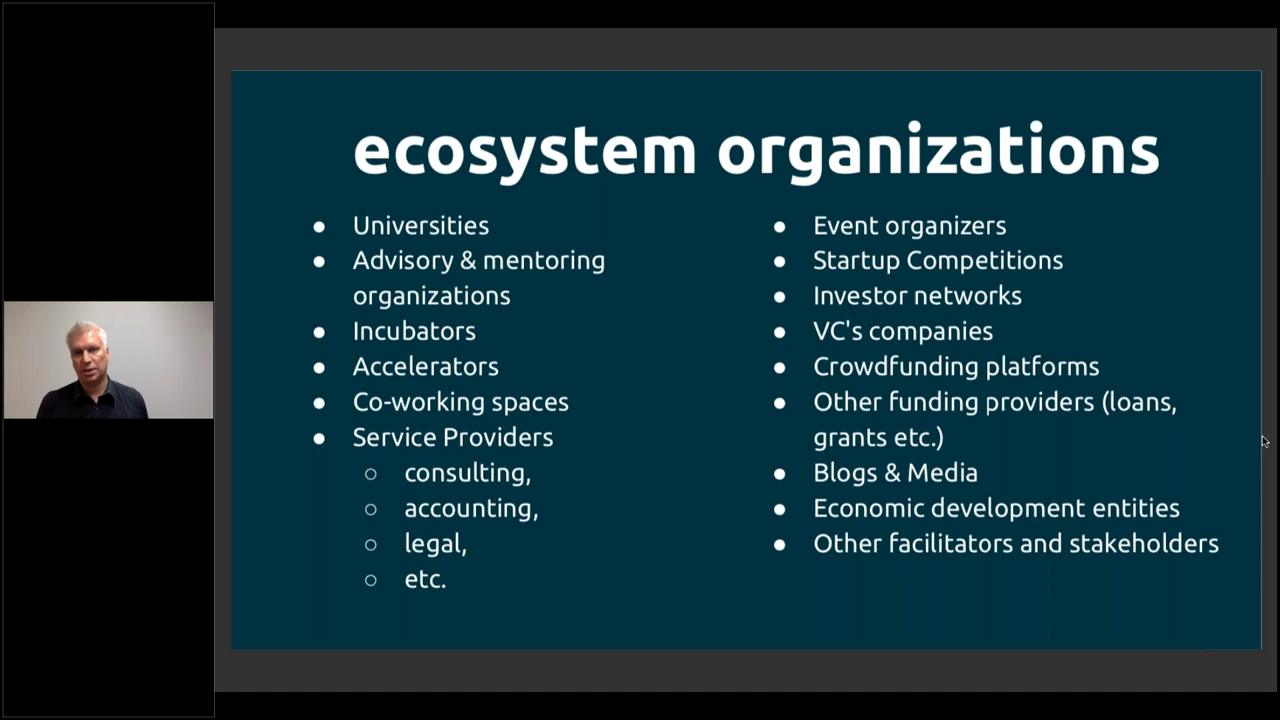 ecosystem organizations
● Universities
● Advisory & mentoring
organizations
● Incubators
● Accelerators
● Co-working spaces
● Service Providers
○ consulting,
○ accounting,
○ legal,
○ etc.
● Event organizers
● Startup Competitions
● Investor networks
● VC's companies
● Crowdfunding platforms
● Other funding providers (loans,
grants etc.)
● Blogs & Media
● Economic development entities
● Other facilitators and stakeholders